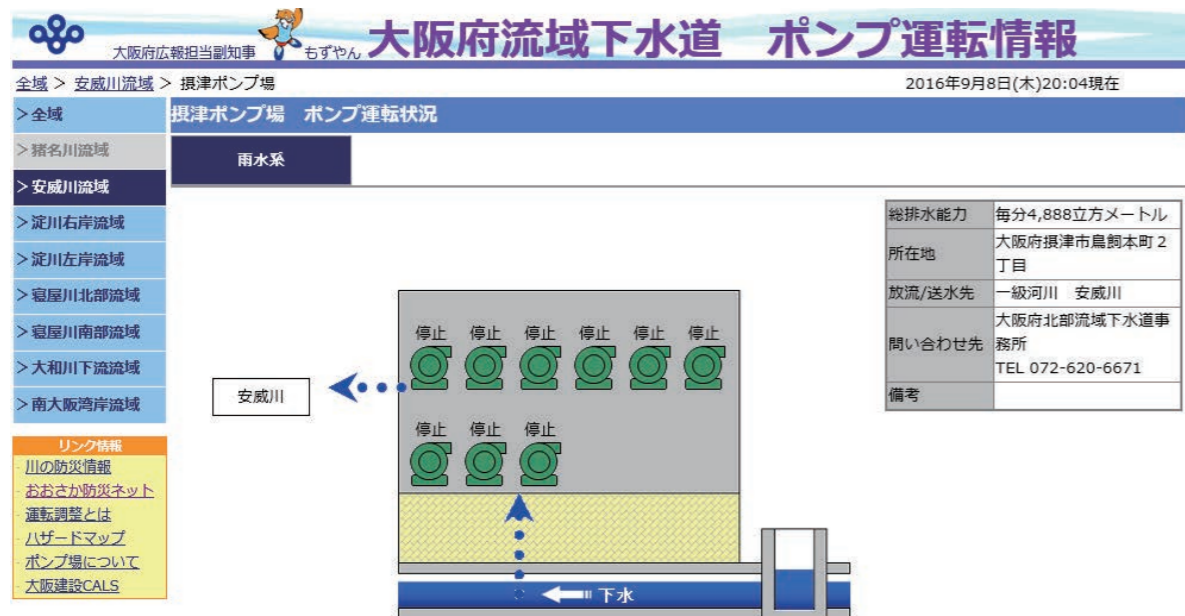 大阪府広報担当副知事 もずやん 大阪府流域下水道 ポンプ運転情報
全域 > 安威川流域 > 摂津ポンプ場
2016年9月8日(木)20:04現在
>全域
>猪名川流域
>安威川流域
>淀川右岸流域
>淀川左岸流域
>寝屋川北部流域
>寝屋川南部流域
>大和川下流流域
>南大阪湾岸流域
リンク情報
- 川の防災情報
- おおさか防災ネット
- 運転調整とは
- ハザードマップ
- ポンプ場について
- 大阪建設CALS
摂津ポンプ場 ポンプ運転状況
雨水系
停止 停止 停止 停止 停止 停止
安威川
停止 停止 停止
下水
総排水能力 毎分4,888立方メートル
所在地 大阪府摂津市鳥飼本町2
丁目
放流/送水先 一級河川 安威川
問い合わせ先 大阪府北部流域下水道事
務所
TEL 072-620-6671
備考